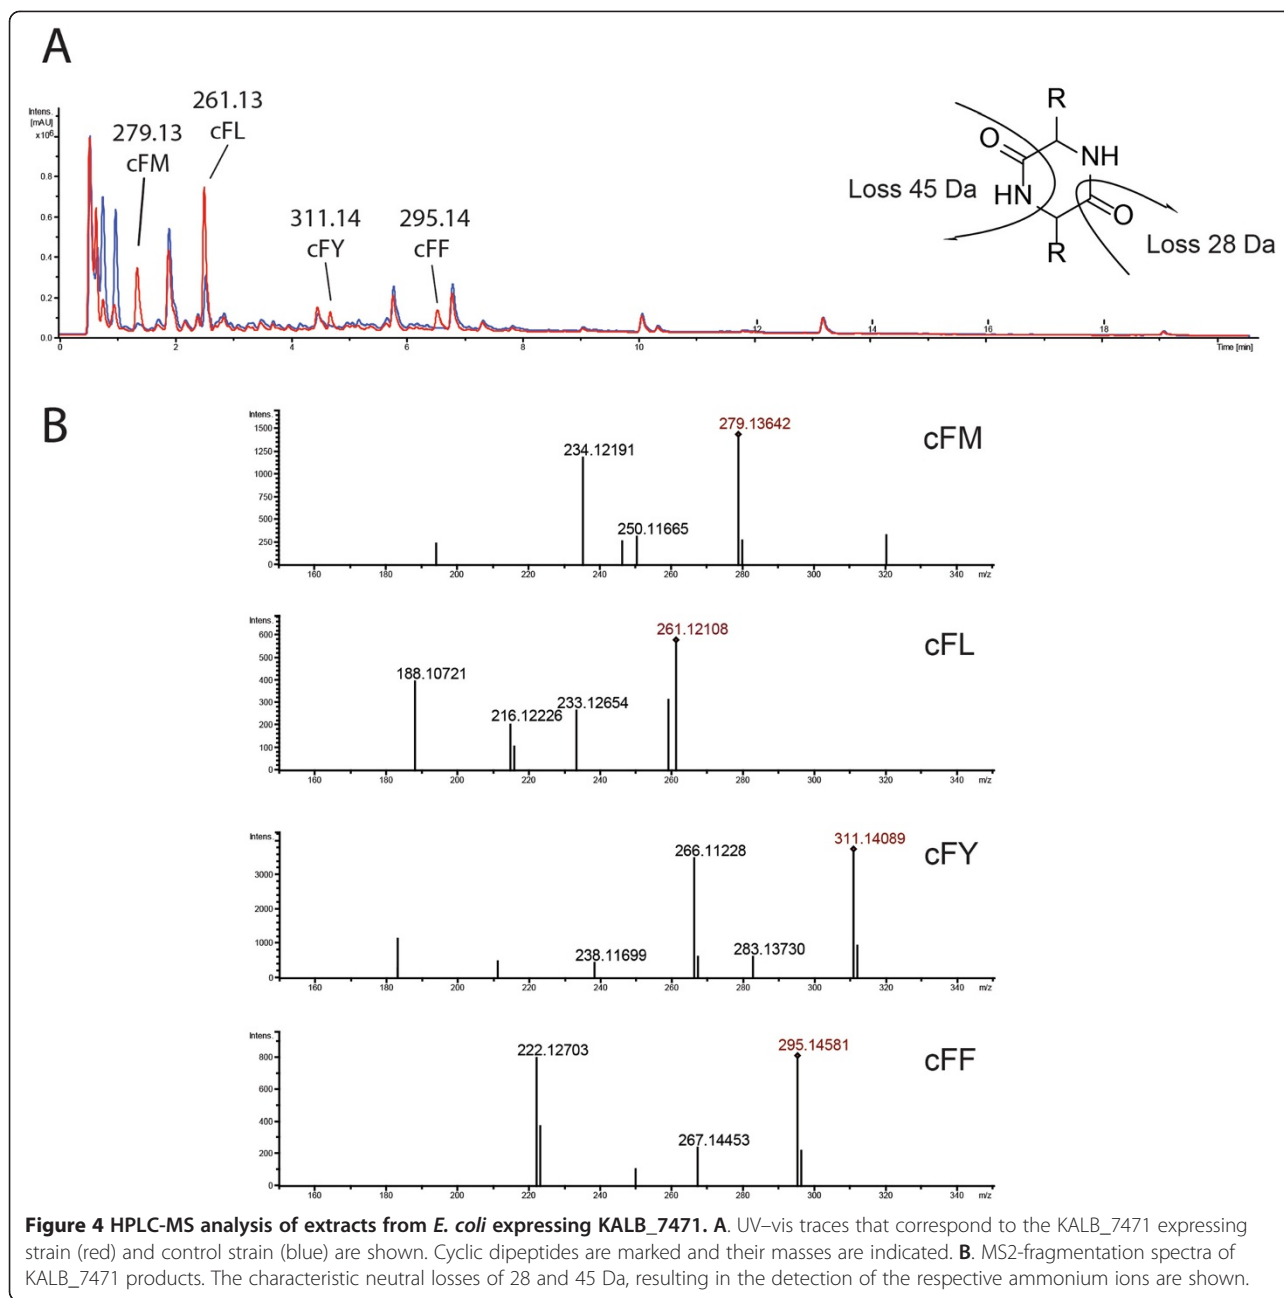 A
Intens.
[mAU]
x10⁶
0.8
0.6
0.4
0.2
0.0
279.13
cFM
261.13
cFL
311.14
cFY
295.14
cFF
0 2 4 6 8 10 12 14 16 18
Time [min]
R
O
NH
Loss 45 Da
HN
O
R
Loss 28 Da
B
Intens.
1500
1250
1000
750
500
250
0
234.12191
250.11665
279.13642
cFM
160 180 200 220 240 260 280 300 320 340 m/z
Intens.
600
500
400
300
200
100
0
188.10721
216.12226
233.12654
261.12108
cFL
160 180 200 220 240 260 280 300 320 340 m/z
Intens.
3000
2000
1000
0
238.11699
266.11228
283.13730
311.14089
cFY
160 180 200 220 240 260 280 300 320 340 m/z
Intens.
800
600
400
200
0
222.12703
267.14453
295.14581
cFF
160 180 200 220 240 260 280 300 320 340 m/z
Figure 4 HPLC-MS analysis of extracts from E. coli expressing KALB_7471. A. UV–vis traces that correspond to the KALB_7471 expressing
strain (red) and control strain (blue) are shown. Cyclic dipeptides are marked and their masses are indicated. B. MS2-fragmentation spectra of
KALB_7471 products. The characteristic neutral losses of 28 and 45 Da, resulting in the detection of the respective ammonium ions are shown.